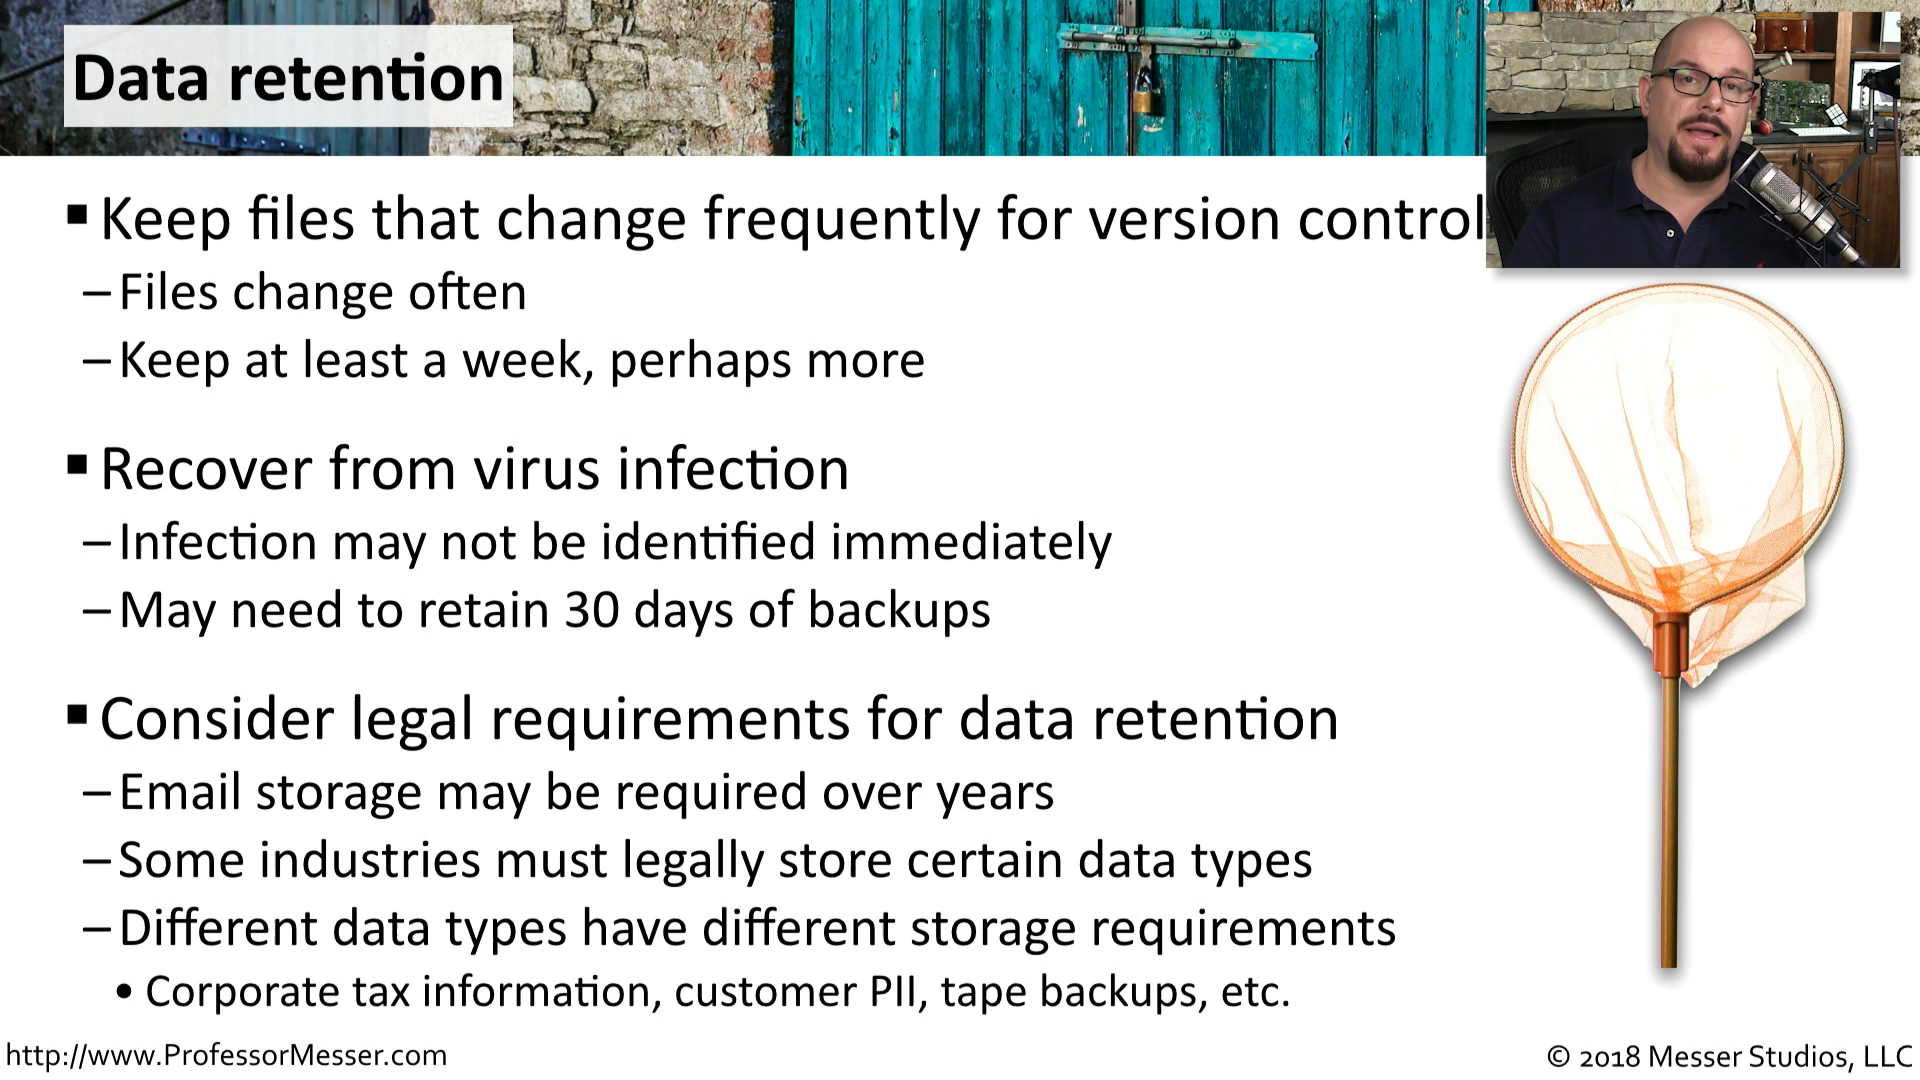 Data retention
▪ Keep files that change frequently for version control
– Files change often
– Keep at least a week, perhaps more
▪ Recover from virus infection
– Infection may not be identified immediately
– May need to retain 30 days of backups
▪ Consider legal requirements for data retention
– Email storage may be required over years
– Some industries must legally store certain data types
– Different data types have different storage requirements
• Corporate tax information, customer PII, tape backups, etc.
http://www.ProfessorMesser.com
© 2018 Messer Studios, LLC